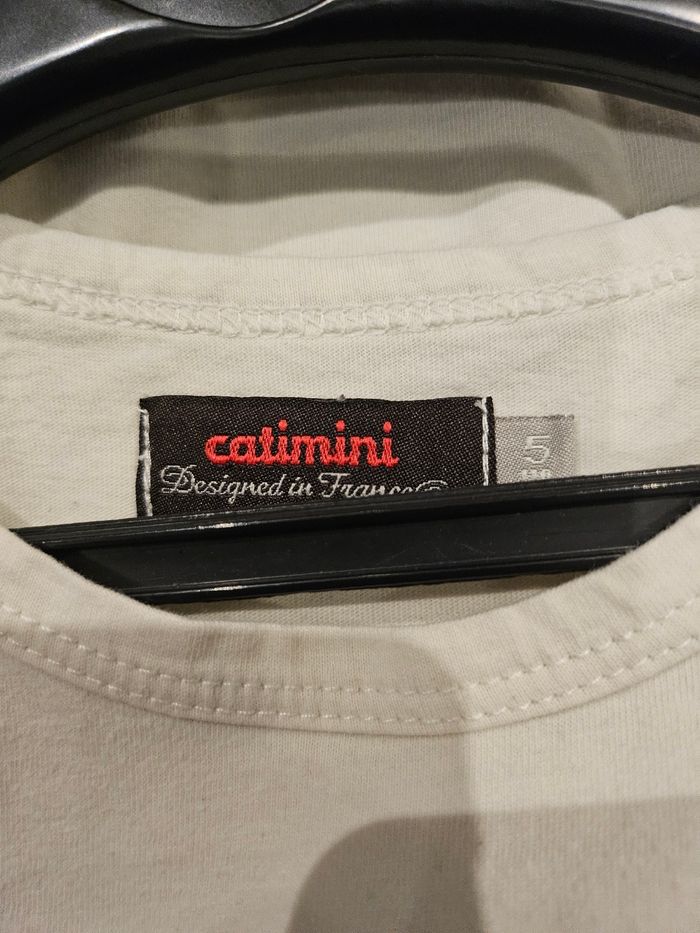 catimini
Designed in France
5